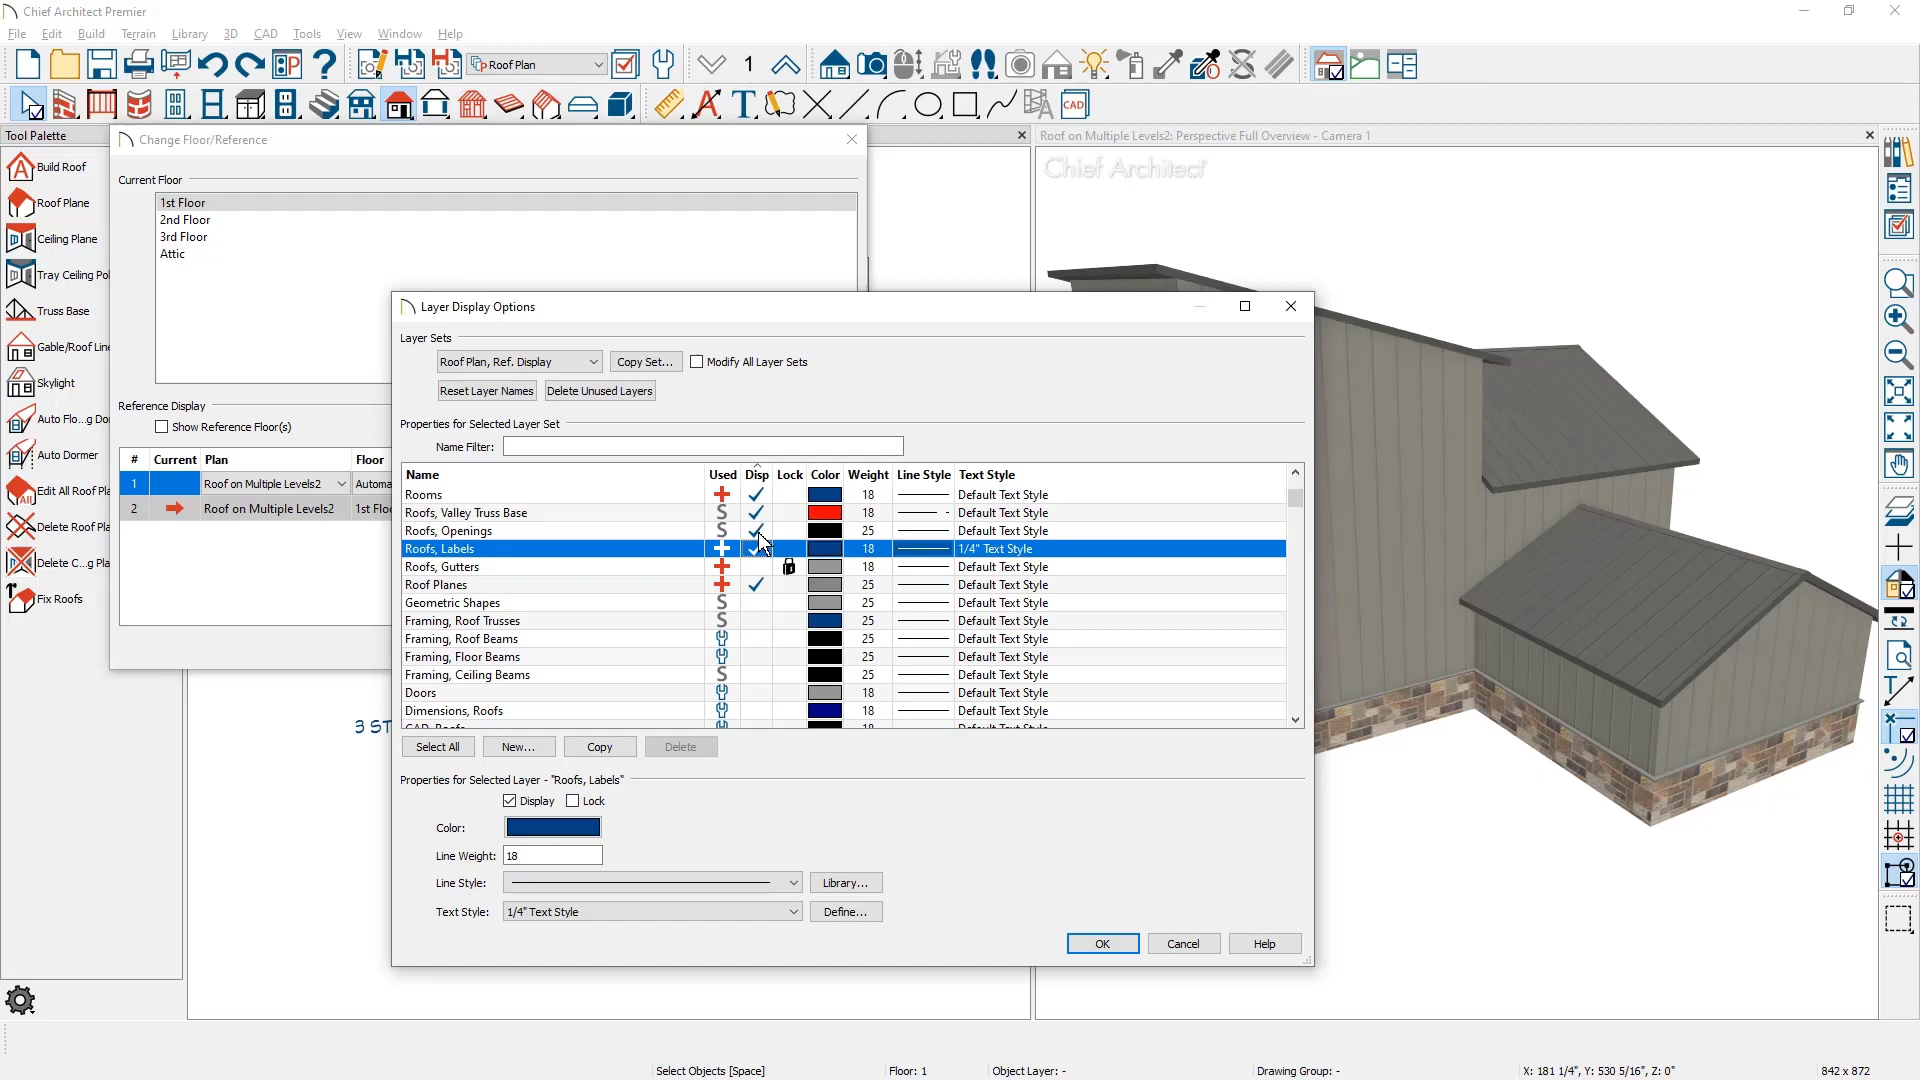 Chief Architect Premier
File Edit Build Terrain Library 3D CAD Tools View Window Help
Roof Plan 1
CAD
Tool Palette
Build Roof
Roof Plane
Ceiling Plane
Tray Ceiling Pol
Truss Base
Gable/Roof Line
Skylight
Auto Flo...g Do
Auto Dormer
Edit All Roof Pla
Delete Roof Pla
Delete C...g Pla
Fix Roofs
Change Floor/Reference
Current Floor
1st Floor
2nd Floor
3rd Floor
Attic
Reference Display
Show Reference Floor(s)
# Current Plan Floor
1 Roof on Multiple Levels2 Automa
2 Roof on Multiple Levels2 1st Flo
3 ST
Roof on Multiple Levels2: Perspective Full Overview - Camera 1
Chief Architect
Layer Display Options
Layer Sets
Roof Plan, Ref. Display Copy Set... Modify All Layer Sets
Reset Layer Names Delete Unused Layers
Properties for Selected Layer Set
Name Filter:
Name Used Disp Lock Color Weight Line Style Text Style
Rooms 18 Default Text Style
Roofs, Valley Truss Base S 18 Default Text Style
Roofs, Openings S 25 Default Text Style
Roofs, Labels 18 1/4" Text Style
Roofs, Gutters 18 Default Text Style
Roof Planes 25 Default Text Style
Geometric Shapes S 25 Default Text Style
Framing, Roof Trusses S 25 Default Text Style
Framing, Roof Beams 25 Default Text Style
Framing, Floor Beams 25 Default Text Style
Framing, Ceiling Beams S 25 Default Text Style
Doors 18 Default Text Style
Dimensions, Roofs 18 Default Text Style
CAD, Roofs 18 Default Text Style
Select All New... Copy Delete
Properties for Selected Layer - "Roofs, Labels"
Display Lock
Color:
Line Weight: 18
Line Style: Library...
Text Style: 1/4" Text Style Define...
OK Cancel Help
Select Objects [Space] Floor: 1 Object Layer: - Drawing Group: - X: 181 1/4", Y: 530 5/16", Z: 0" 842 x 872